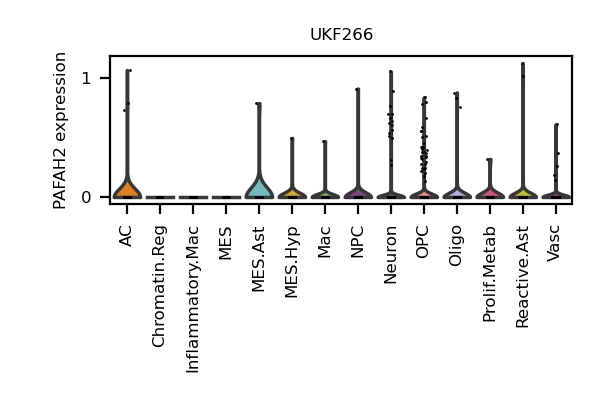 UKF266
PAFAH2 expression
1
0
AC
Chromatin.Reg
Inflammatory.Mac
MES
MES.Ast
MES.Hyp
Mac
NPC
Neuron
OPC
Oligo
Prolif.Metab
Reactive.Ast
Vasc